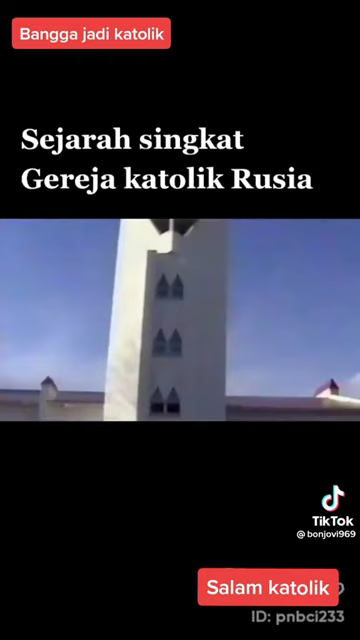 Bangga jadi katolik
Sejarah singkat
Gereja katolik Rusia
TikTok
@bonjovi969
Salam katolik
ID: pnbci233